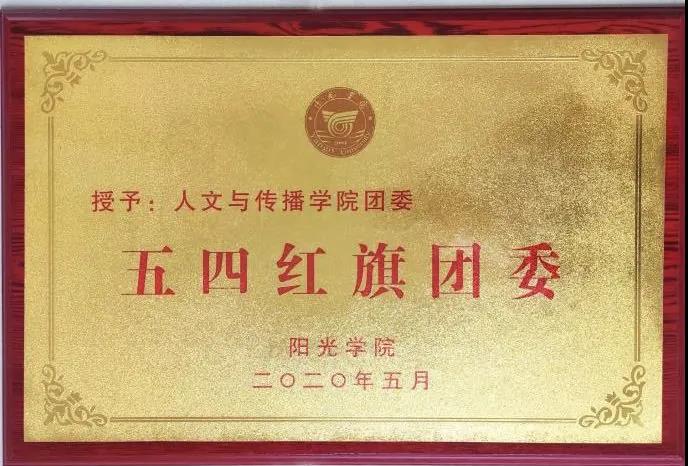 授予：人文与传播学院团委
五四红旗团委
阳光学院
二〇二〇年五月